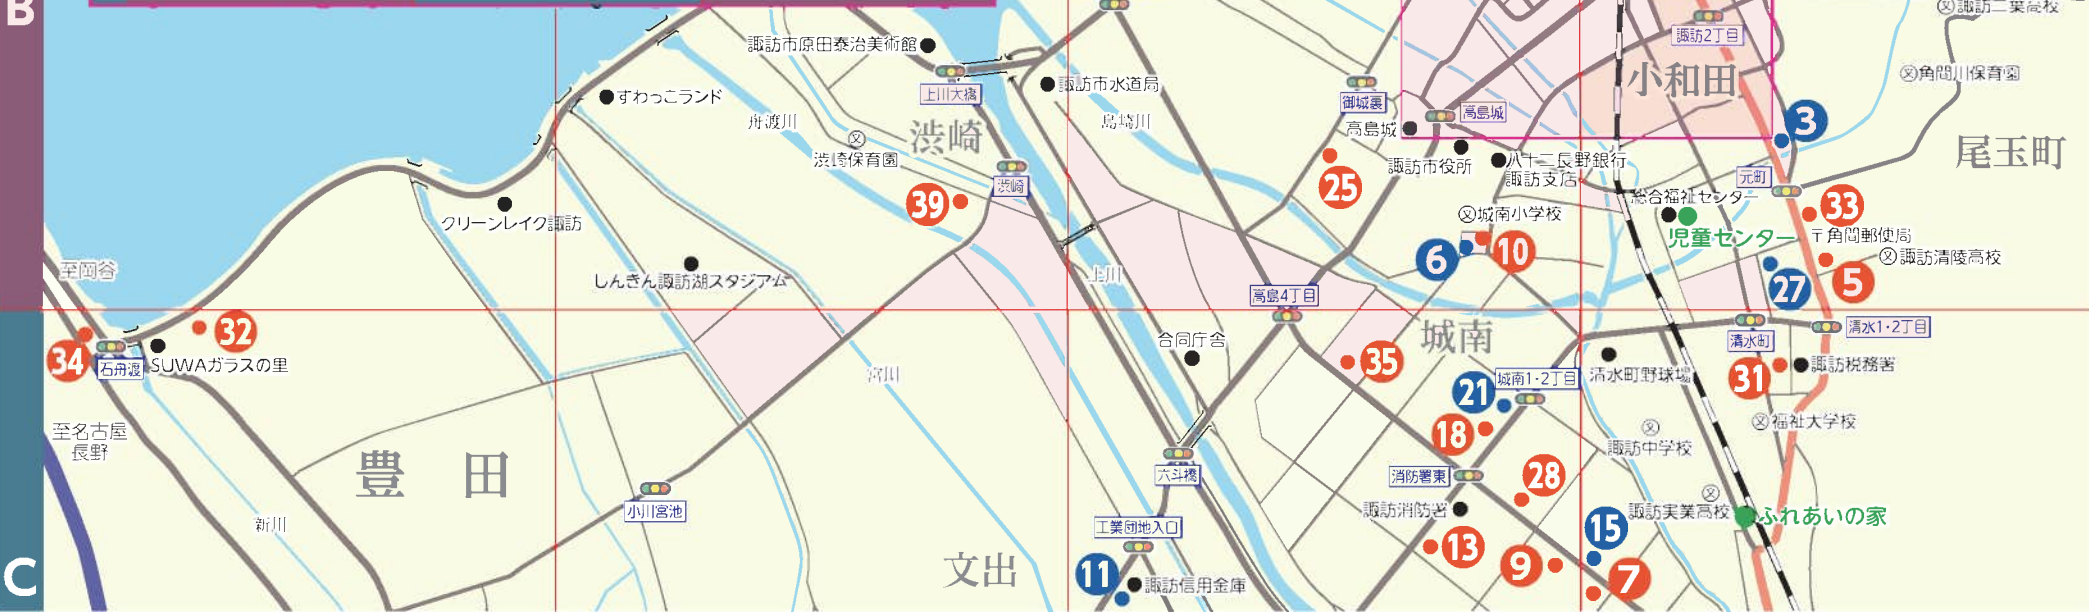 B
諏訪二葉高校
諏訪2丁目
諏訪市原田泰治美術館
上川大橋
諏訪市水道局
すわっこランド
御城裏
高島城
高島城
小和田
角間川保育園
舟渡川
渋崎
島崎川
3
渋崎保育園
諏訪市役所
八十二長野銀行
諏訪支店
尾玉町
元町
25
渋崎
39
総合福祉センター
33
クリーンレイク諏訪
城南小学校
児童センター
〒角間郵便局
6
10
諏訪清陵高校
至岡谷
しんきん諏訪湖スタジアム
上川
27
5
高島4丁目
32
34
石舟渡
SUWAガラスの里
合同庁舎
城南
清水町
清水1・2丁目
35
宮川
21
城南1・2丁目
清水町野球場
31
諏訪税務署
至名古屋
長野
18
福祉大学校
諏訪中学校
豊田
六斗橋
消防署東
28
小川宮池
諏訪消防署
諏訪実業高校
ふれあいの家
新川
工業団地入口
15
13
文出
11
諏訪信用金庫
9
7
C